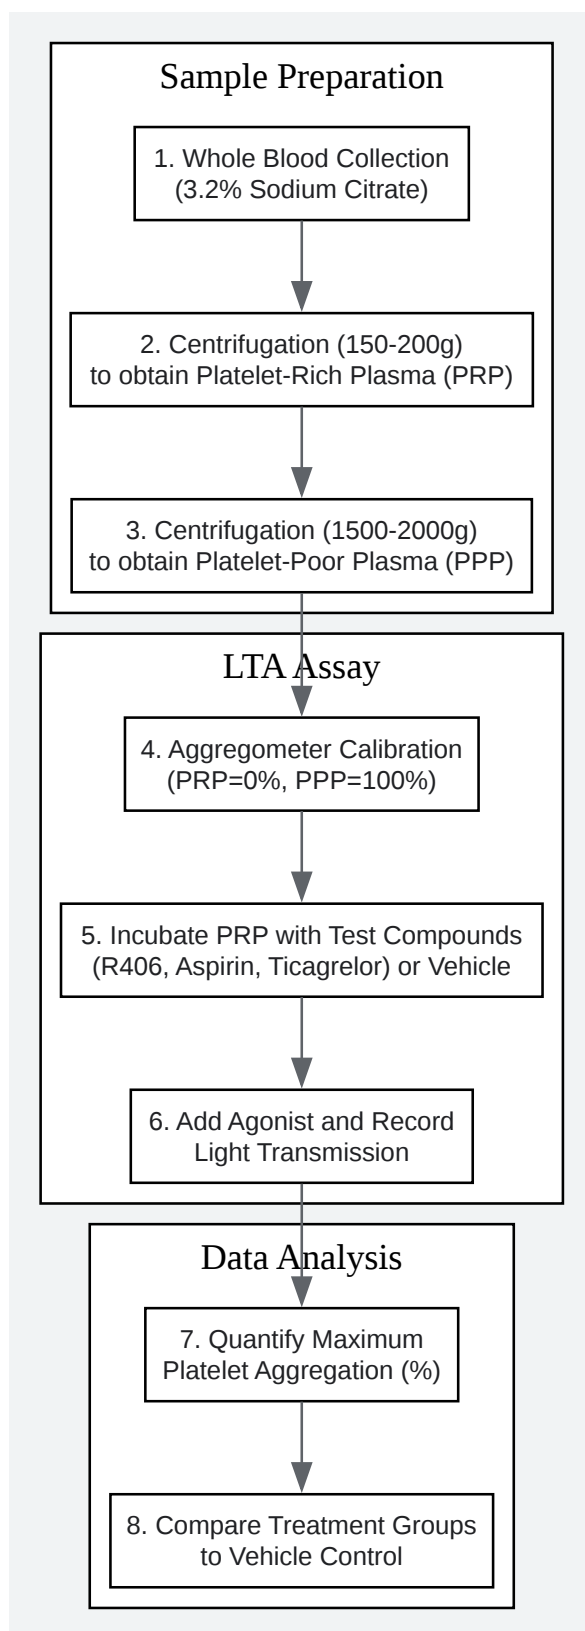 Sample Preparation
1. Whole Blood Collection
(3.2% Sodium Citrate)
2. Centrifugation (150-200g)
to obtain Platelet-Rich Plasma (PRP)
3. Centrifugation (1500-2000g)
to obtain Platelet-Poor Plasma (PPP)
LTA Assay
4. Aggregometer Calibration
(PRP=0%, PPP=100%)
5. Incubate PRP with Test Compounds
(R406, Aspirin, Ticagrelor) or Vehicle
6. Add Agonist and Record
Light Transmission
Data Analysis
7. Quantify Maximum
Platelet Aggregation (%)
8. Compare Treatment Groups
to Vehicle Control